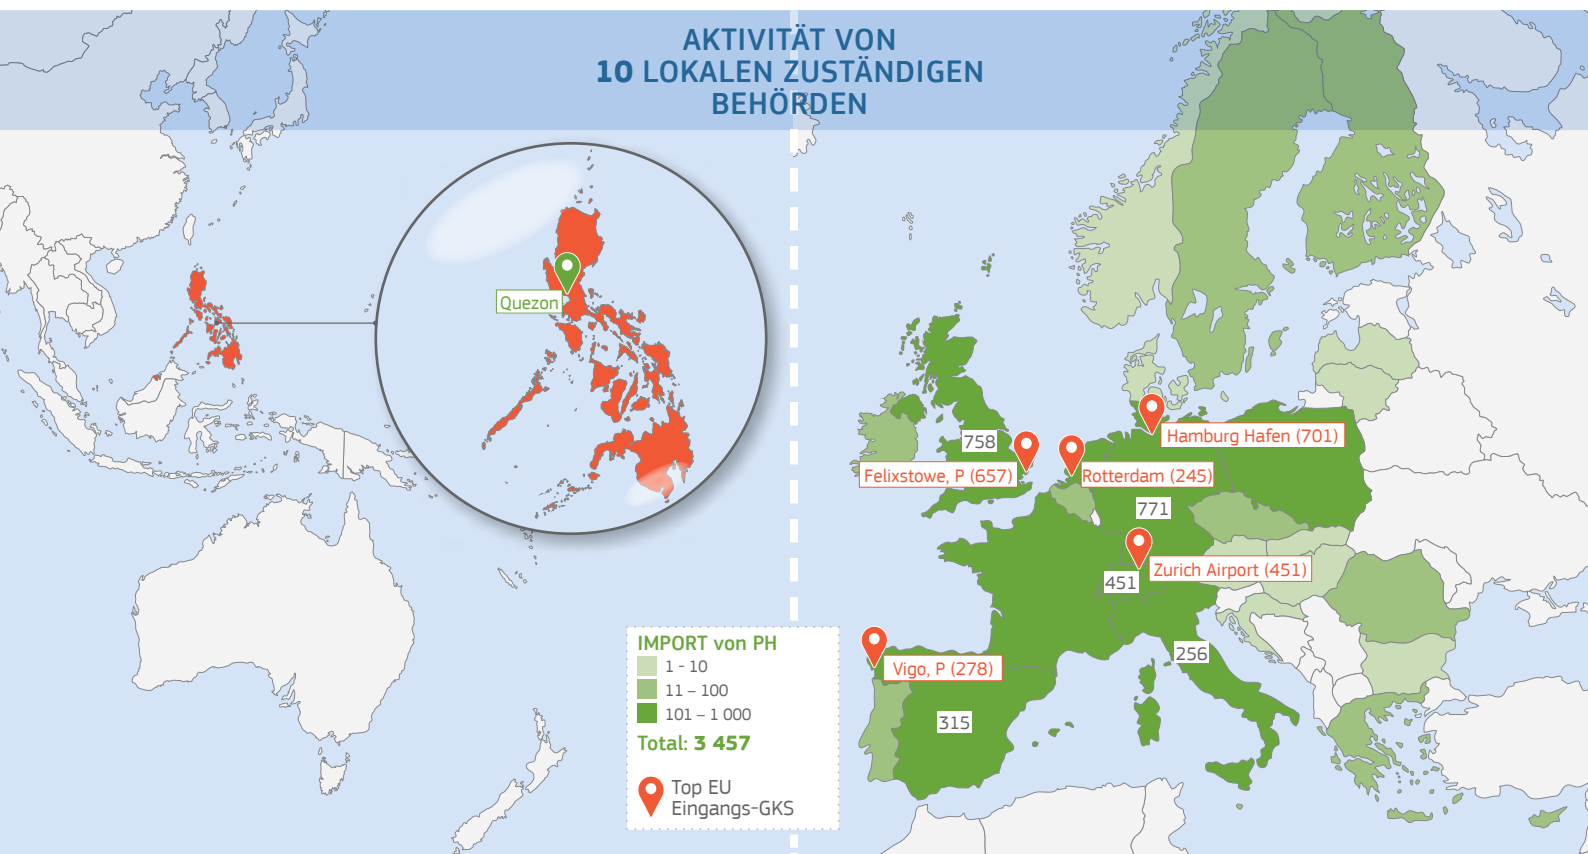 AKTIVITÄT VON
10 LOKALEN ZUSTÄNDIGEN
BEHÖRDEN
Quezon
758
Hamburg Hafen (701)
Felixstowe, P (657)
Rotterdam (245)
771
Zurich Airport (451)
451
256
Vigo, P (278)
315
IMPORT von PH
1 - 10
11 – 100
101 – 1 000
Total: 3 457
Top EU
Eingangs-GKS